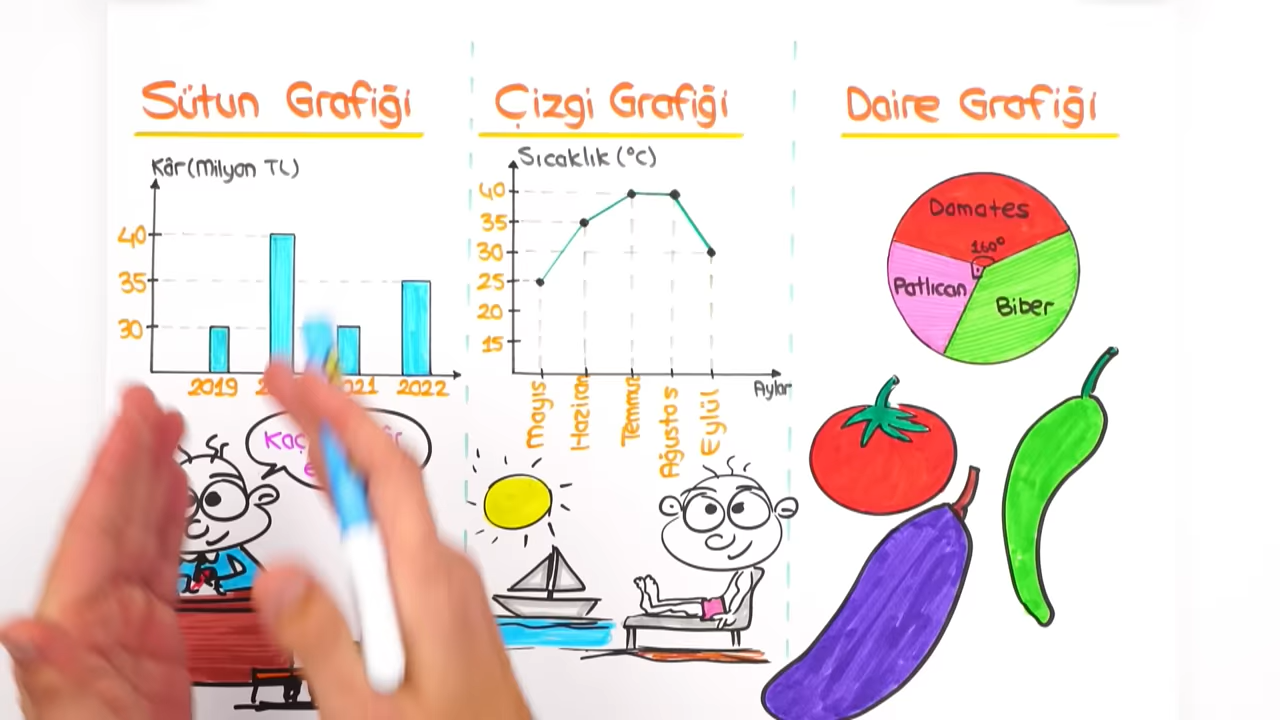 Sütun Grafiği
Kâr (Milyon TL)
40
35
30
2019
2021
2022
Çizgi Grafiği
Sıcaklık (°C)
40
35
30
25
20
15
Mayıs
Haziran
Temmuz
Ağustos
Eylül
Aylar
Daire Grafiği
Domates
160°
Patlıcan
Biber